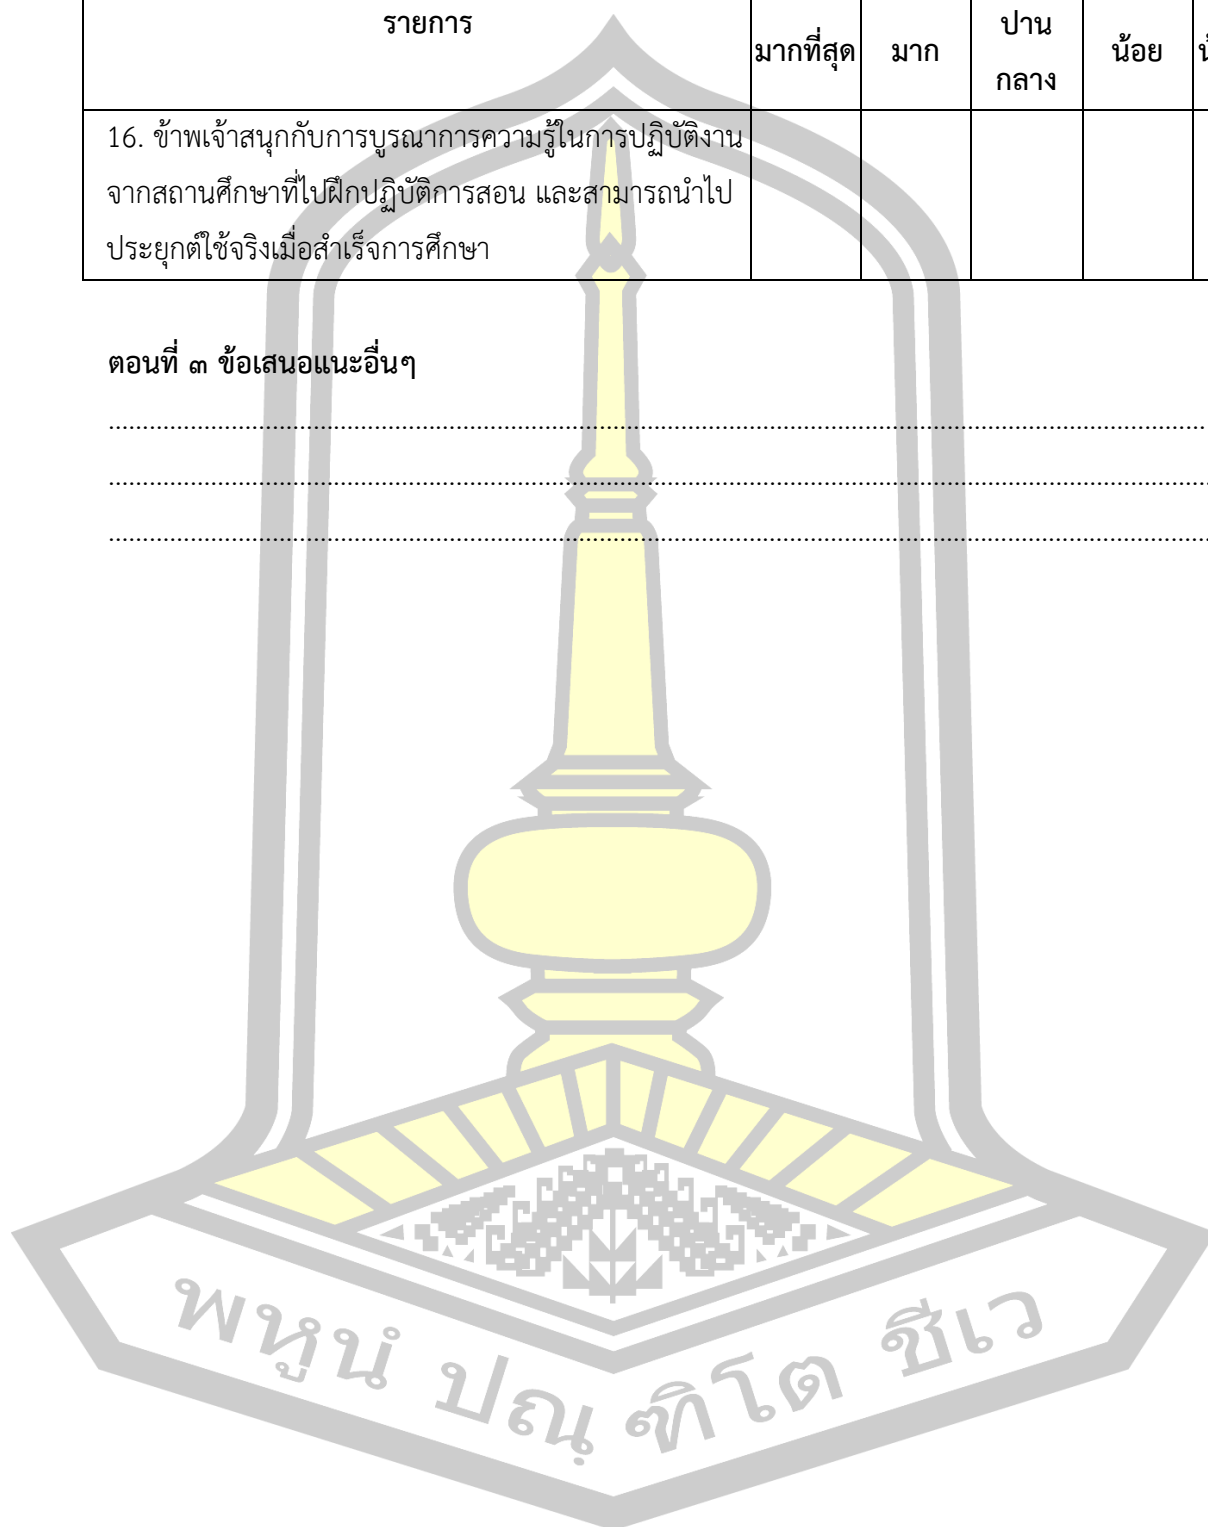 รายการ
มากที่สุด
มาก
ปาน
กลาง
น้อย
16. ข้าพเจ้าสนุกกับการบูรณาการความรู้ในการปฏิบัติงาน
จากสถานศึกษาที่ไปฝึกปฏิบัติการสอน และสามารถนำไป
ประยุกต์ใช้จริงเมื่อสำเร็จการศึกษา
ตอนที่ ๓ ข้อเสนอแนะอื่นๆ
พหูนํ ปณฺฑิโต ชีเว